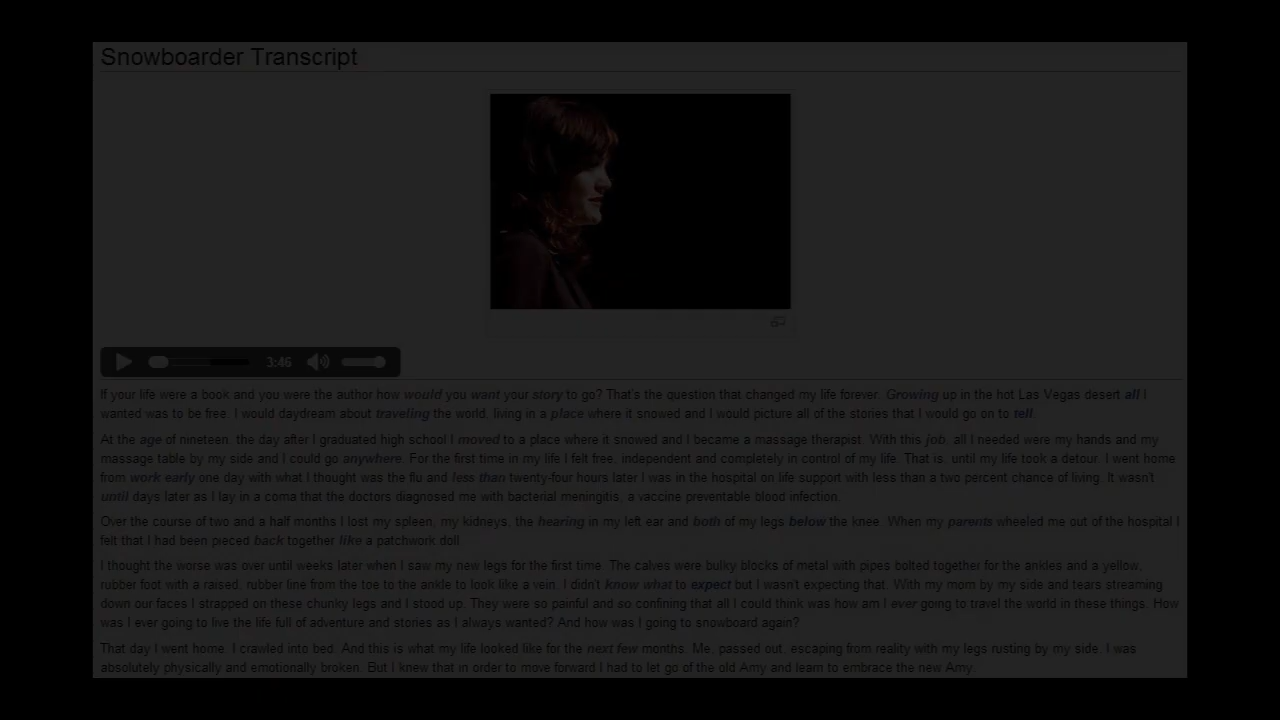 Snowboarder Transcript
3:46
If your life were a book and you were the author how would you want your story to go? That's the question that changed my life forever. Growing up in the hot Las Vegas desert all I
wanted was to be free. I would daydream about traveling the world, living in a place where it snowed and I would picture all of the stories that I would go on to tell.
At the age of nineteen, the day after I graduated high school I moved to a place where it snowed and I became a massage therapist. With this job, all I needed were my hands and my
massage table by my side and I could go anywhere. For the first time in my life I felt free, independent and completely in control of my life. That is, until my life took a detour. I went home
from work early one day with what I thought was the flu and less than twenty-four hours later I was in the hospital on life support with less than a two percent chance of living. It wasn't
until days later as I lay in a coma that the doctors diagnosed me with bacterial meningitis, a vaccine preventable blood infection.
Over the course of two and a half months I lost my spleen, my kidneys, the hearing in my left ear and both of my legs below the knee. When my parents wheeled me out of the hospital I
felt that I had been pieced back together like a patchwork doll.
I thought the worse was over until weeks later when I saw my new legs for the first time. The calves were bulky blocks of metal with pipes bolted together for the ankles and a yellow,
rubber foot with a raised, rubber line from the toe to the ankle to look like a vein. I didn't know what to expect but I wasn't expecting that. With my mom by my side and tears streaming
down our faces I strapped on these chunky legs and I stood up. They were so painful and so confining that all I could think was how am I ever going to travel the world in these things. How
was I ever going to live the life full of adventure and stories as I always wanted? And how was I going to snowboard again?
That day I went home, I crawled into bed. And this is what my life looked like for the next few months. Me, passed out, escaping from reality with my legs rusting by my side. I was
absolutely physically and emotionally broken. But I knew that in order to move forward I had to let go of the old Amy and learn to embrace the new Amy.